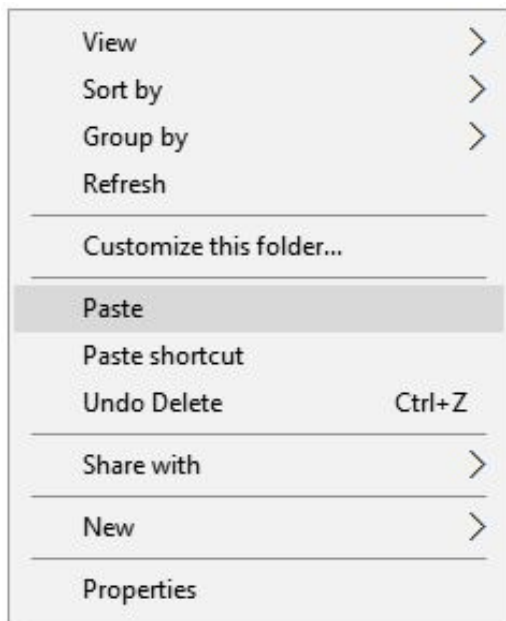 View
Sort by
Group by
Refresh
Customize this folder...
Paste
Paste shortcut
Undo Delete Ctrl+Z
Share with
New
Properties